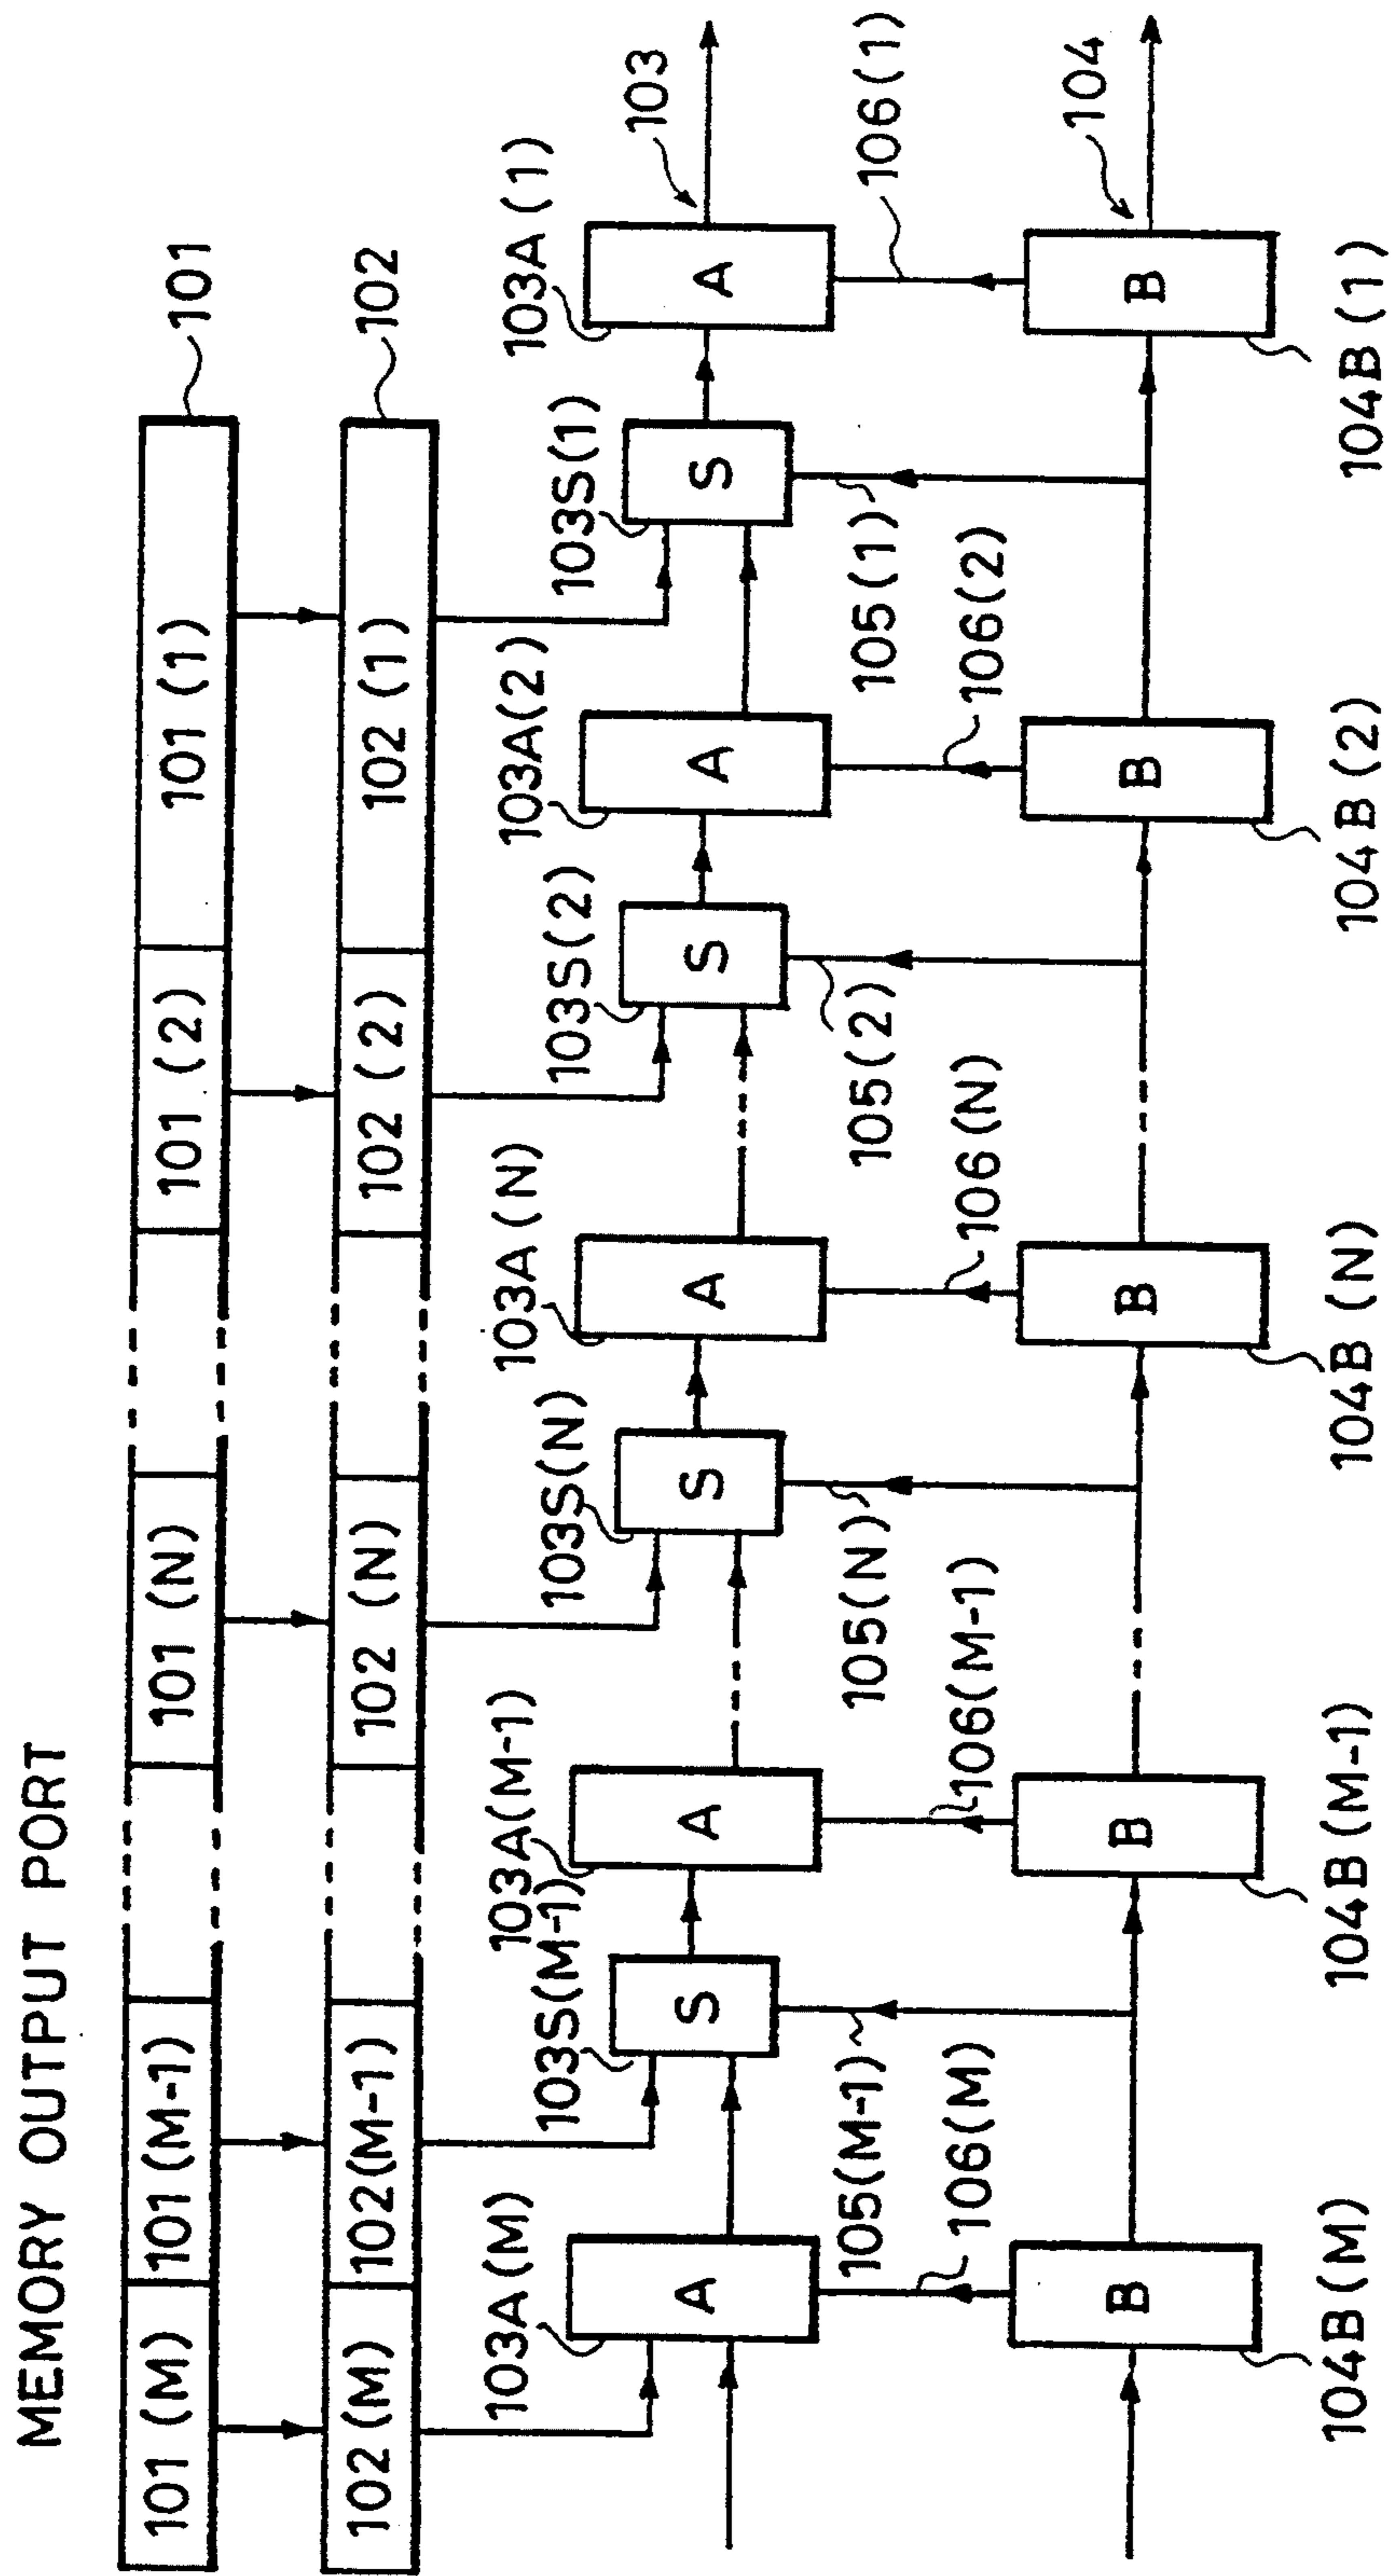 MEMORY OUTPUT PORT
101 (M)
101 (M-1)
101 (N)
101 (2)
101 (1)
101
102 (M)
102(M-1)
102 (N)
102 (2)
102 (1)
102
103A(M)
103S(M-1)
103A(M-1)
103S(N)
103A(N)
103S(2)
103A(2)
103S(1)
103A(1)
103
A
S
A
S
A
S
A
S
A
105(M-1)
106(M)
105(N)
106(M-1)
105(2)
106(N)
105(1)
106(2)
106(1)
104
B
B
B
B
B
104B(M)
104B(M-1)
104B (N)
104B (2)
104B (1)